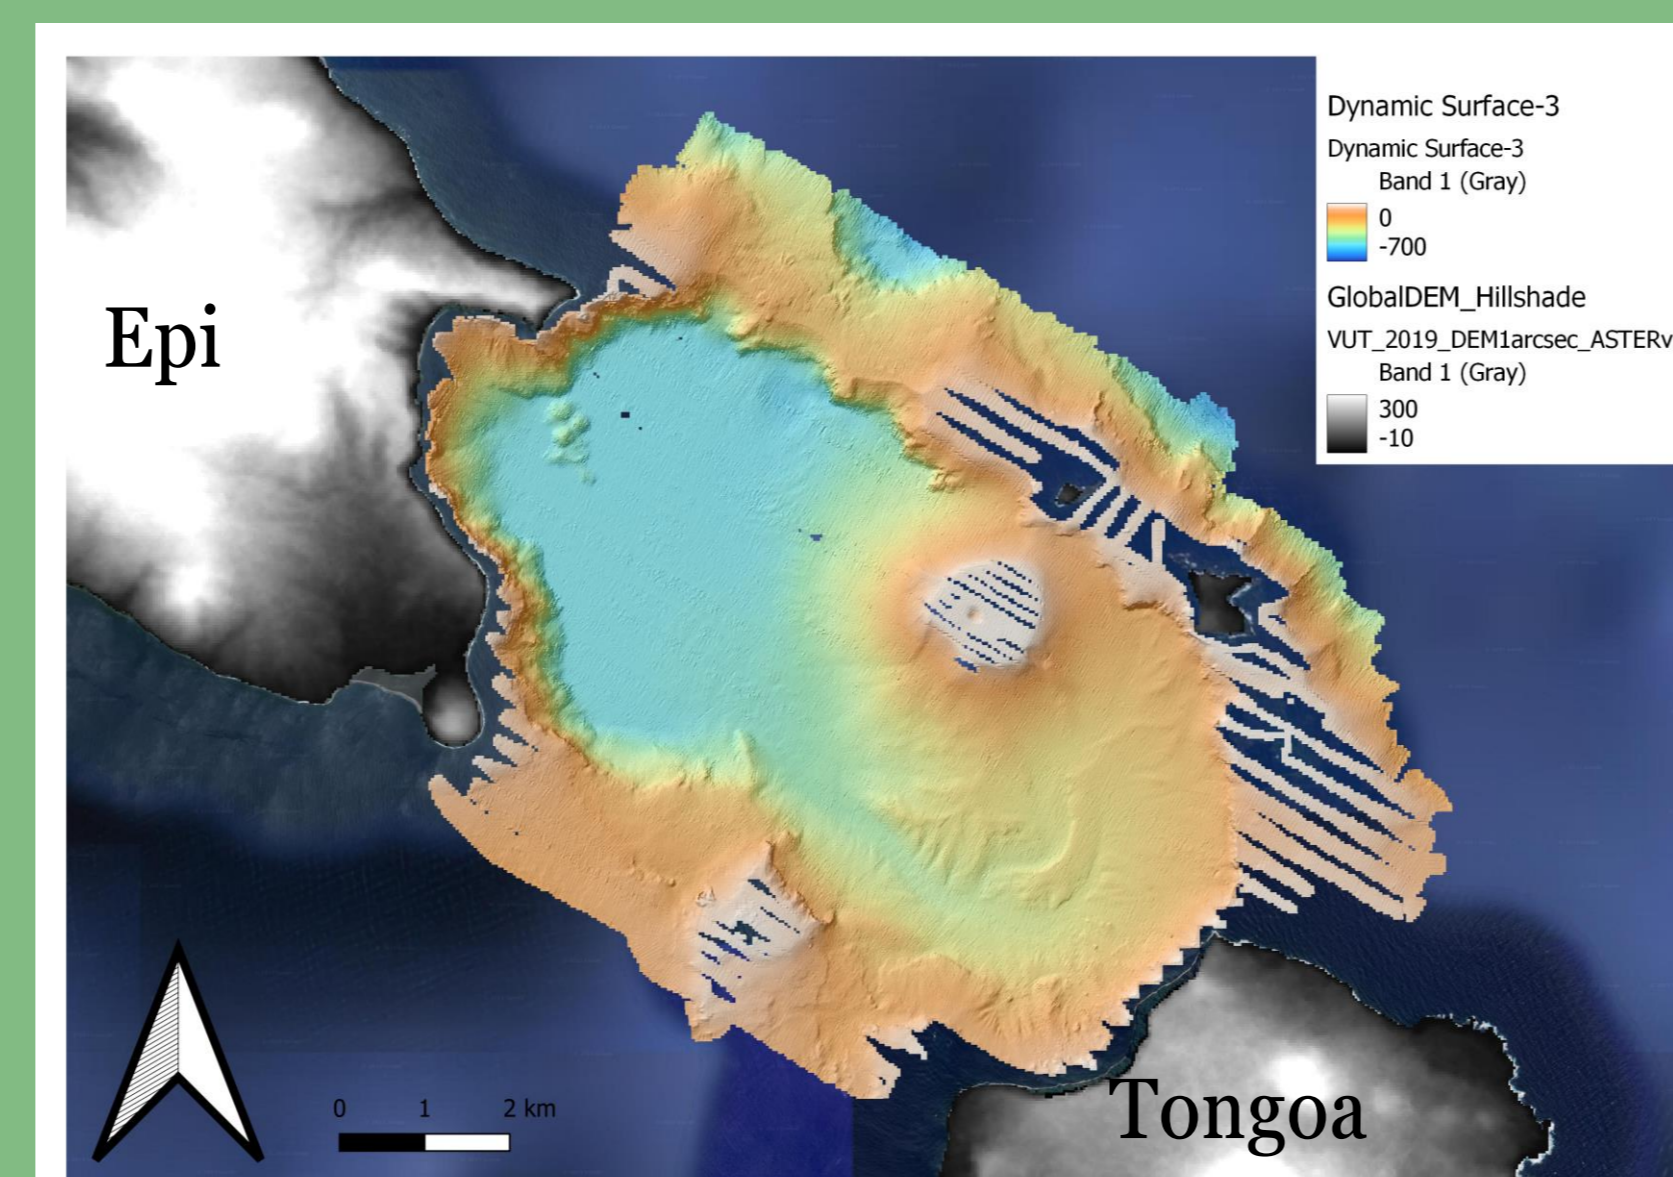 Dynamic Surface-3
Dynamic Surface-3
Band 1 (Gray)
0
-700
GlobalDEM_Hillshade
VUT_2019_DEM1arcsec_ASTERv
Band 1 (Gray)
300
-10
Epi
0 1 2 km
Tongoa